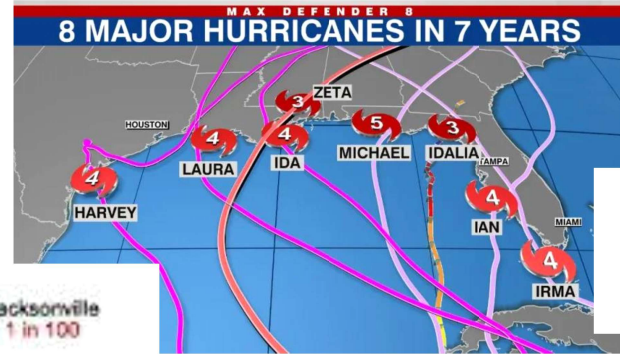 MAX DEFENDER 8
8 MAJOR HURRICANES IN 7 YEARS
3 ZETA
HOUSTON
4 LAURA
4 IDA
5 MICHAEL
3 IDALIA
TAMPA
4 HARVEY
4 IAN
MIAMI
4 IRMA
acksonville
1 in 100